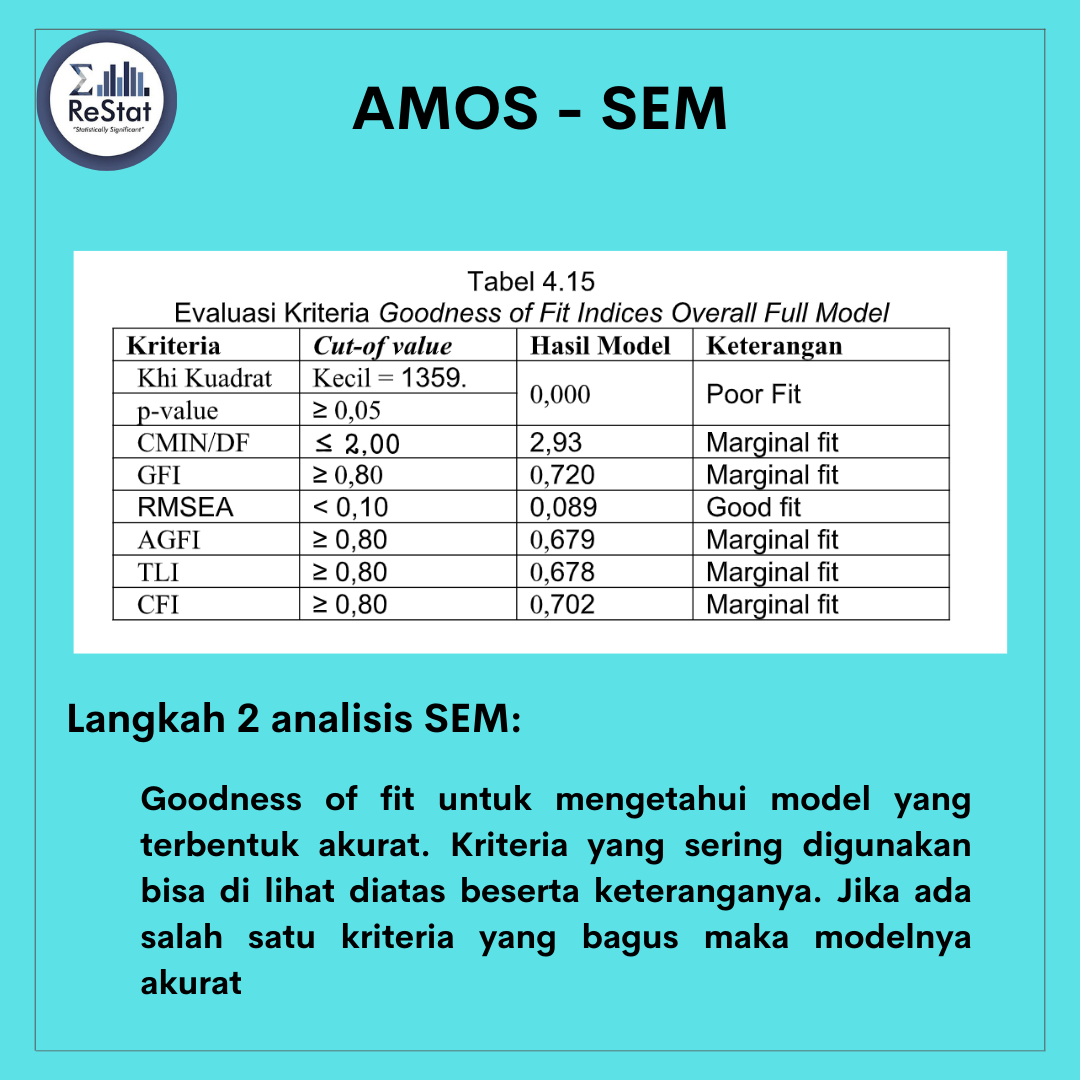 ReStat
"Statistically Significant"
AMOS - SEM
Tabel 4.15
Evaluasi Kriteria Goodness of Fit Indices Overall Full Model
Kriteria Cut-of value Hasil Model Keterangan
Khi Kuadrat Kecil = 1359.
p-value ≥ 0,05 0,000 Poor Fit
CMIN/DF ≤ 2,00 2,93 Marginal fit
GFI ≥ 0,80 0,720 Marginal fit
RMSEA < 0,10 0,089 Good fit
AGFI ≥ 0,80 0,679 Marginal fit
TLI ≥ 0,80 0,678 Marginal fit
CFI ≥ 0,80 0,702 Marginal fit
Langkah 2 analisis SEM:
Goodness of fit untuk mengetahui model yang
terbentuk akurat. Kriteria yang sering digunakan
bisa di lihat diatas beserta keteranganya. Jika ada
salah satu kriteria yang bagus maka modelnya
akurat